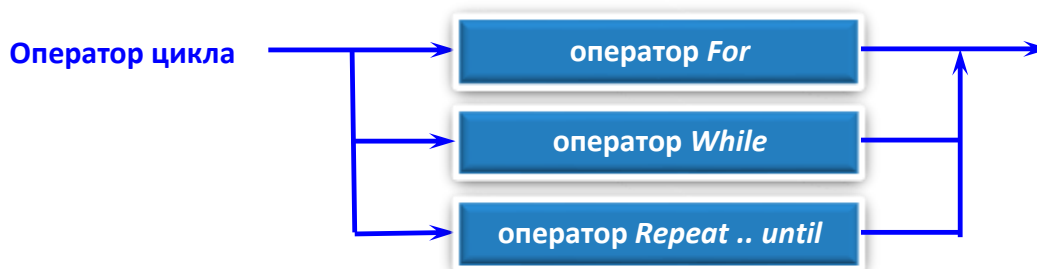 Оператор цикла
оператор For
оператор While
оператор Repeat .. until